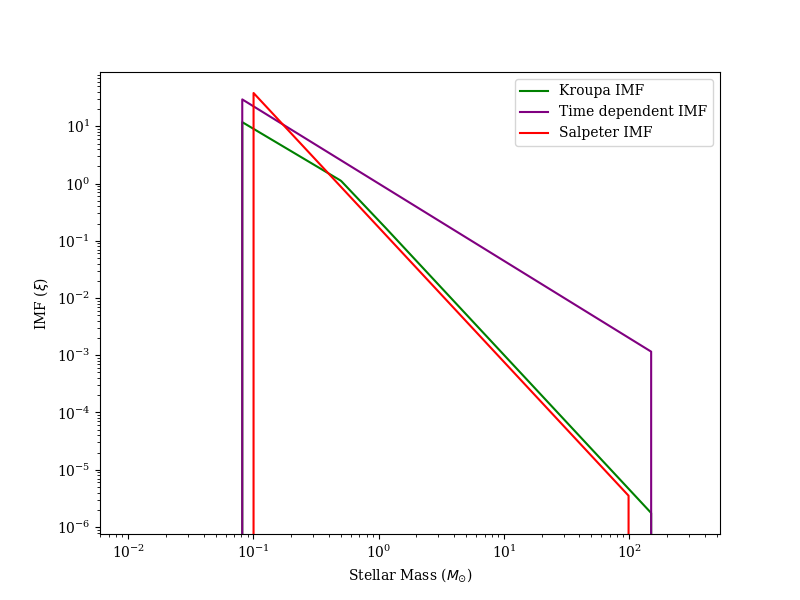 Kroupa IMF
Time dependent IMF
Salpeter IMF
10¹
10⁰
10⁻¹
10⁻²
10⁻³
10⁻⁴
10⁻⁵
10⁻⁶
IMF (ξ)
10⁻² 10⁻¹ 10⁰ 10¹ 10²
Stellar Mass (M⊙)